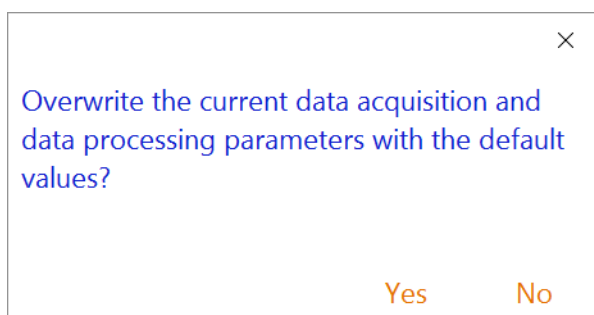 Overwrite the current data acquisition and
data processing parameters with the default
values?
Yes No